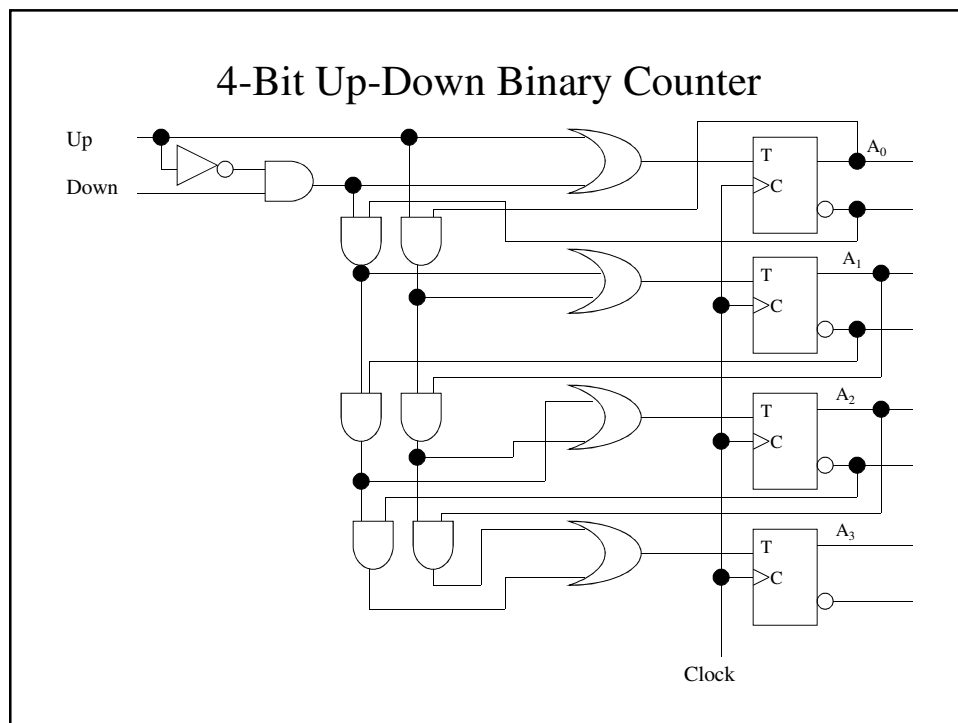 4-Bit Up-Down Binary Counter
Up
Down
T
C
A₀
T
C
A₁
T
C
A₂
T
C
A₃
Clock